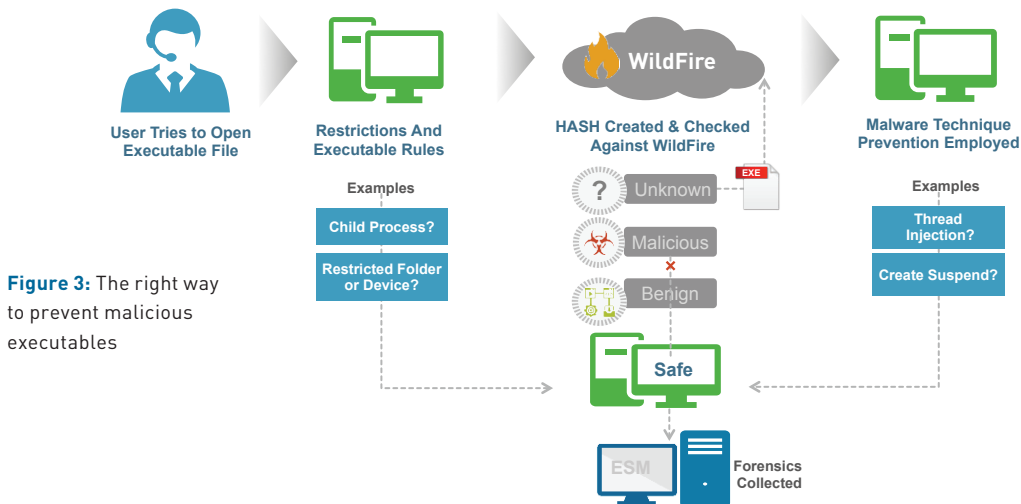 WildFire
User Tries to Open
Executable File
Restrictions And
Executable Rules
HASH Created & Checked
Against WildFire
Malware Technique
Prevention Employed
Examples
Child Process?
Restricted Folder
or Device?
? Unknown
EXE
Malicious
Benign
Examples
Thread
Injection?
Create Suspend?
Figure 3: The right way
to prevent malicious
executables
Safe
ESM
Forensics
Collected